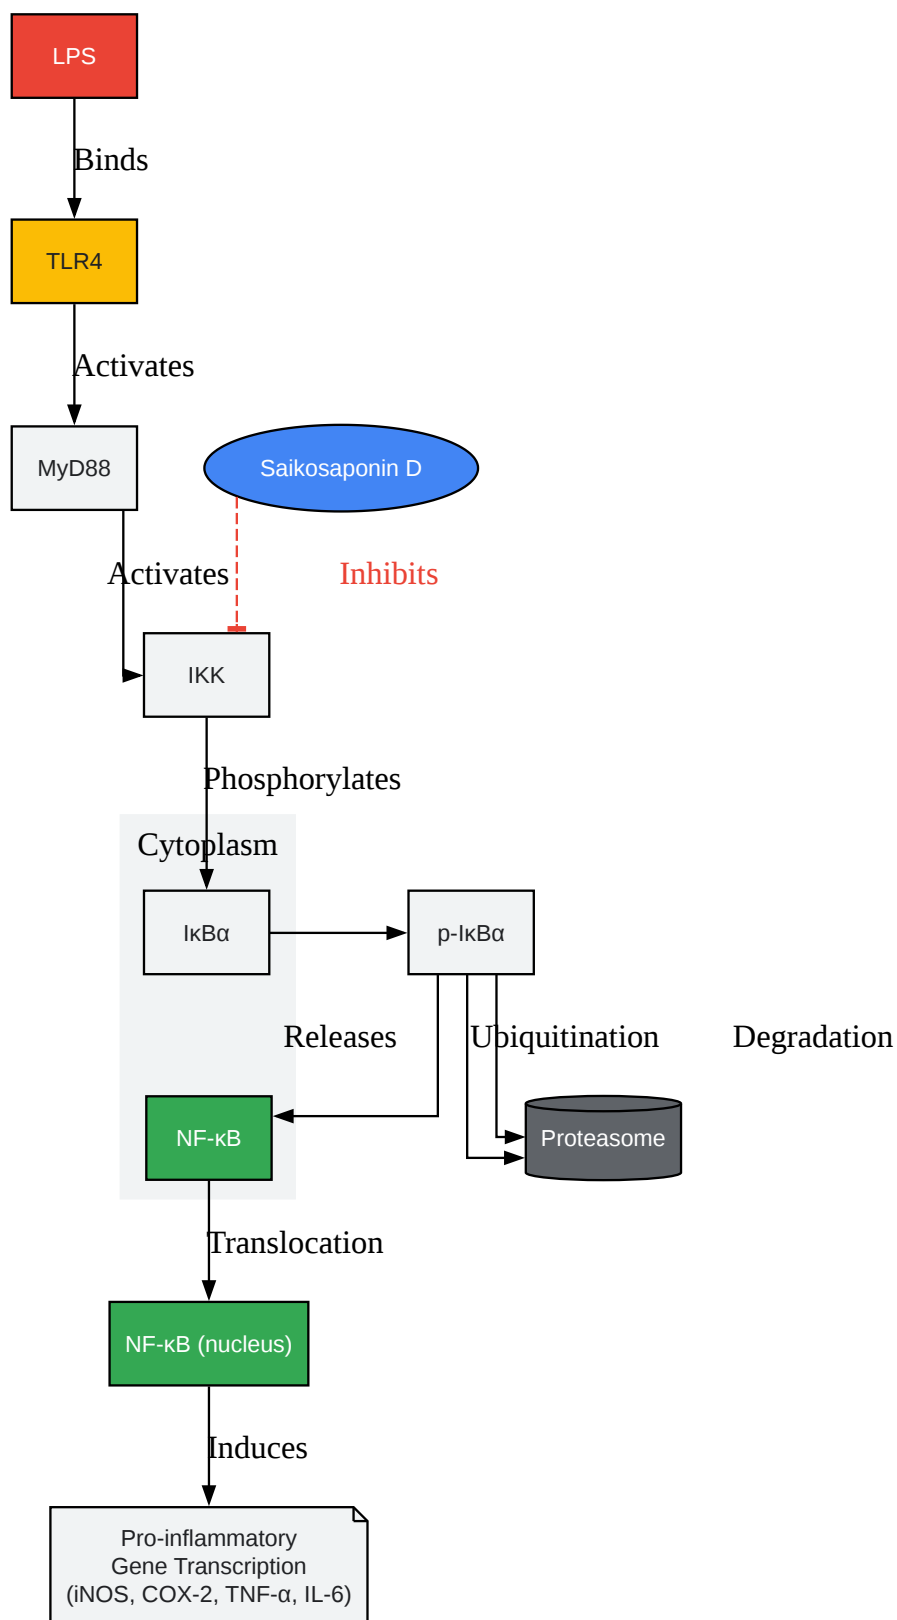 LPS
Binds
TLR4
Activates
MyD88
Saikosaponin D
Activates
Inhibits
IKK
Phosphorylates
Cytoplasm
IκBα
p-IκBα
Releases
Ubiquitination
Degradation
NF-κB
Proteasome
Translocation
NF-κB (nucleus)
Induces
Pro-inflammatory
Gene Transcription
(iNOS, COX-2, TNF-α, IL-6)